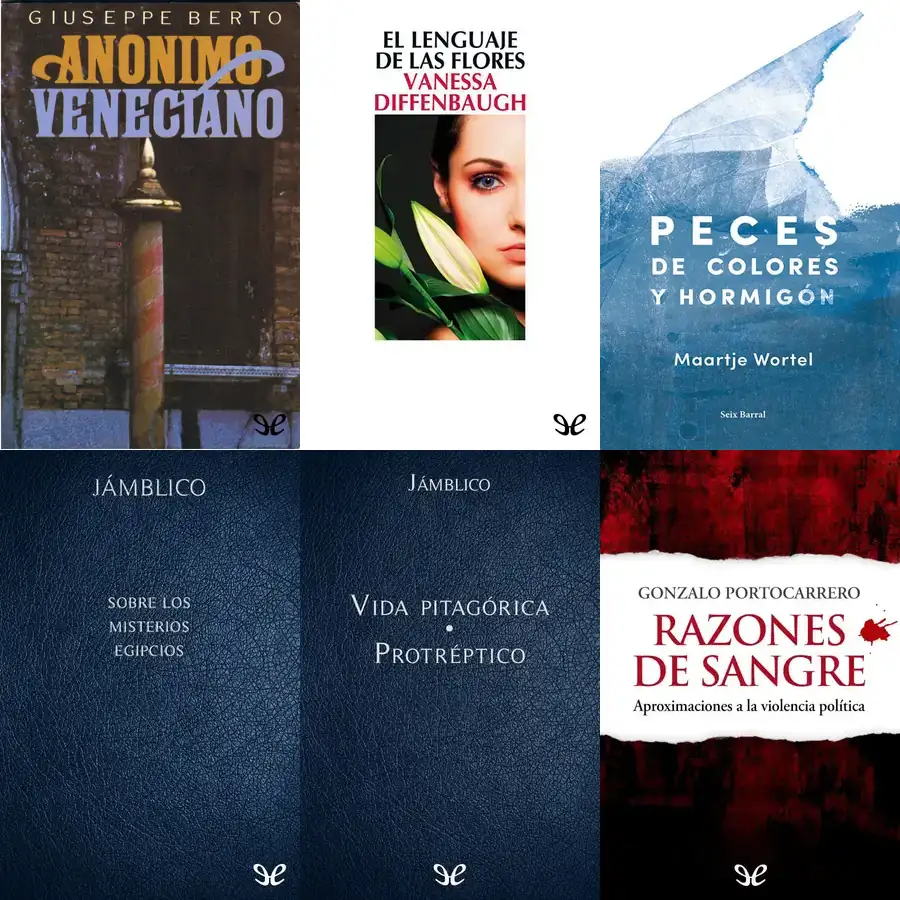 GIUSEPPE BERTO
ANONIMO
VENECIANO
EL LENGUAJE
DE LAS FLORES
VANESSA
DIFFENBAUGH
PECES
DE COLORES
Y HORMIGÓN
Maartje Wortel
Seix Barral
JÁMBLICO
SOBRE LOS
MISTERIOS
EGIPCIOS
JÁMBLICO
VIDA PITAGÓRICA
•
PROTRÉPTICO
GONZALO PORTOCARRERO
RAZONES
DE SANGRE
Aproximaciones a la violencia política